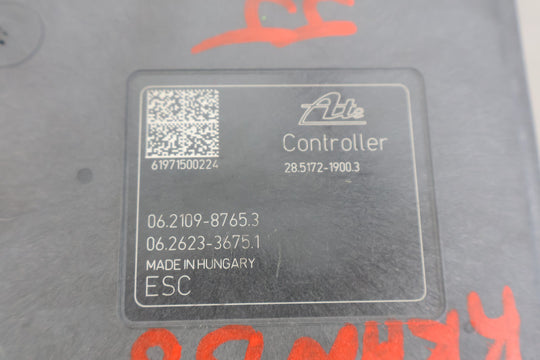 Ate
Controller
61971500224
28.5172-1900.3
06.2109-8765.3
06.2623-3675.1
MADE IN HUNGARY
ESC